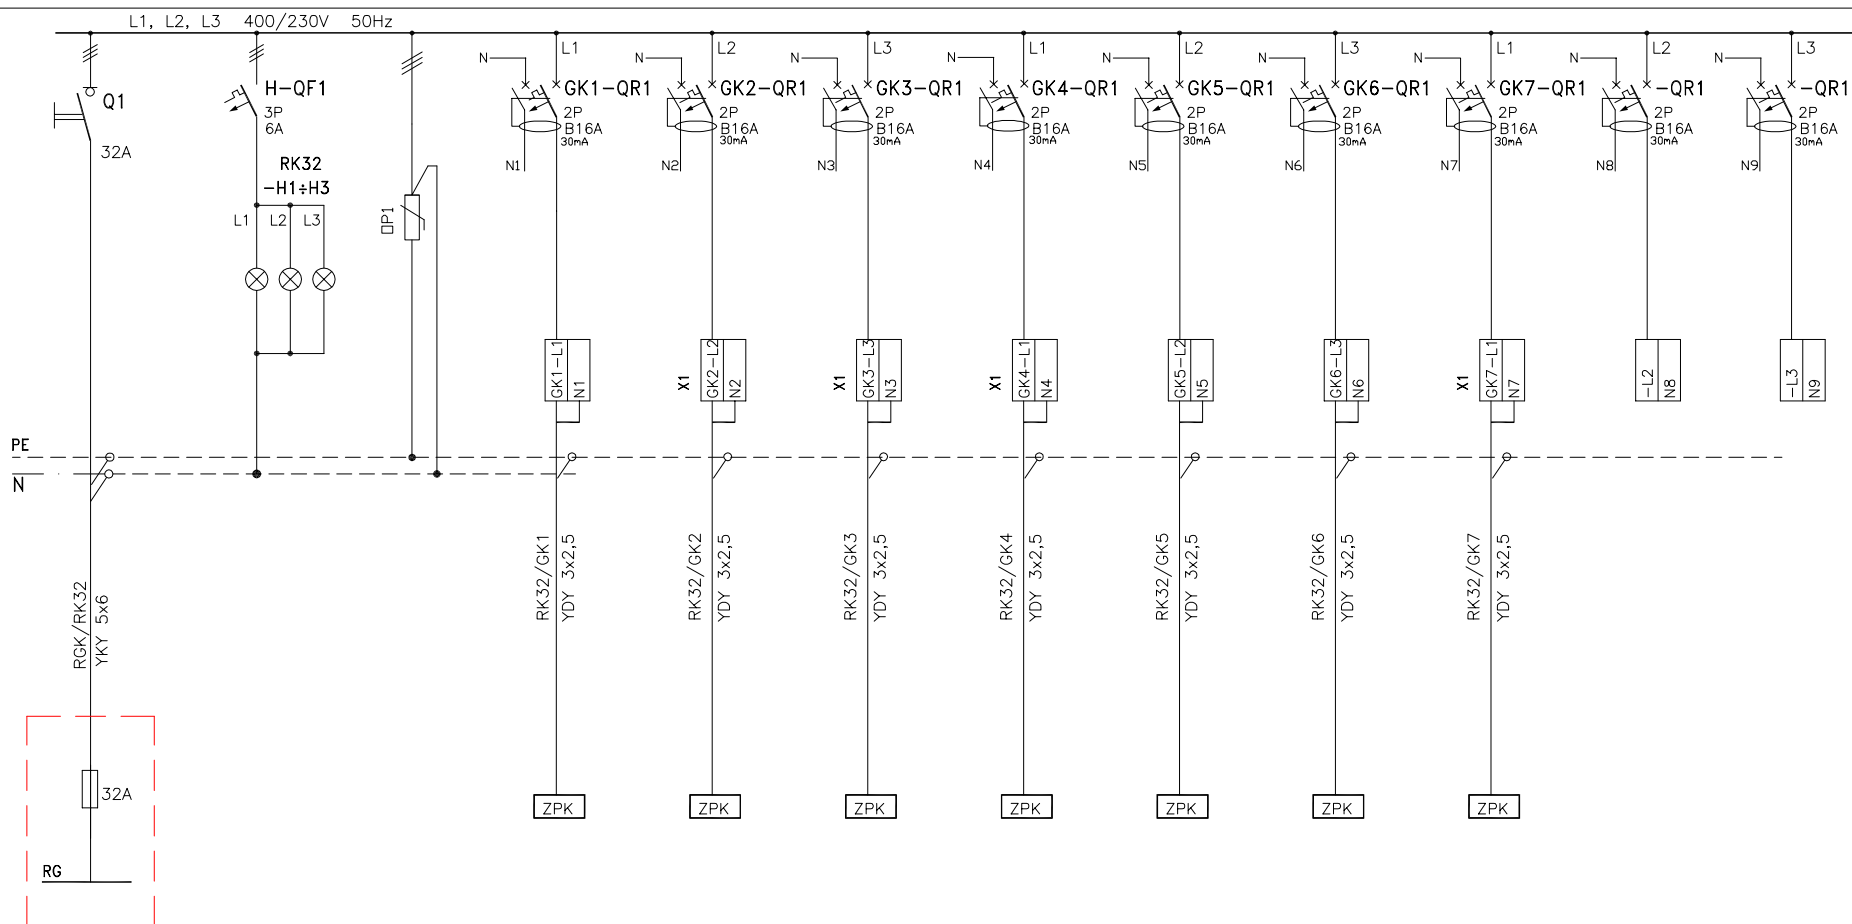 L1, L2, L3 400/230V 50Hz
Q1
32A
H-QF1
3P
6A
RK32
-H1÷H3
L1 L2 L3
OP1
L1
N
GK1-QR1
2P
B16A
30mA
N1
L2
N
GK2-QR1
2P
B16A
30mA
N2
L3
N
GK3-QR1
2P
B16A
30mA
N3
L1
N
GK4-QR1
2P
B16A
30mA
N4
L2
N
GK5-QR1
2P
B16A
30mA
N5
L3
N
GK6-QR1
2P
B16A
30mA
N6
L1
N
GK7-QR1
2P
B16A
30mA
N7
L2
N
-QR1
2P
B16A
30mA
N8
L3
N
-QR1
2P
B16A
30mA
N9
GK1-L1
N1
X1
GK2-L2
N2
X1
GK3-L3
N3
X1
GK4-L1
N4
GK5-L2
N5
GK6-L3
N6
X1
GK7-L1
N7
-L2
N8
-L3
N9
PE
N
RGK/RK32
YKY 5x6
RK32/GK1
YDY 3x2,5
RK32/GK2
YDY 3x2,5
RK32/GK3
YDY 3x2,5
RK32/GK4
YDY 3x2,5
RK32/GK5
YDY 3x2,5
RK32/GK6
YDY 3x2,5
RK32/GK7
YDY 3x2,5
32A
RG
ZPK
ZPK
ZPK
ZPK
ZPK
ZPK
ZPK